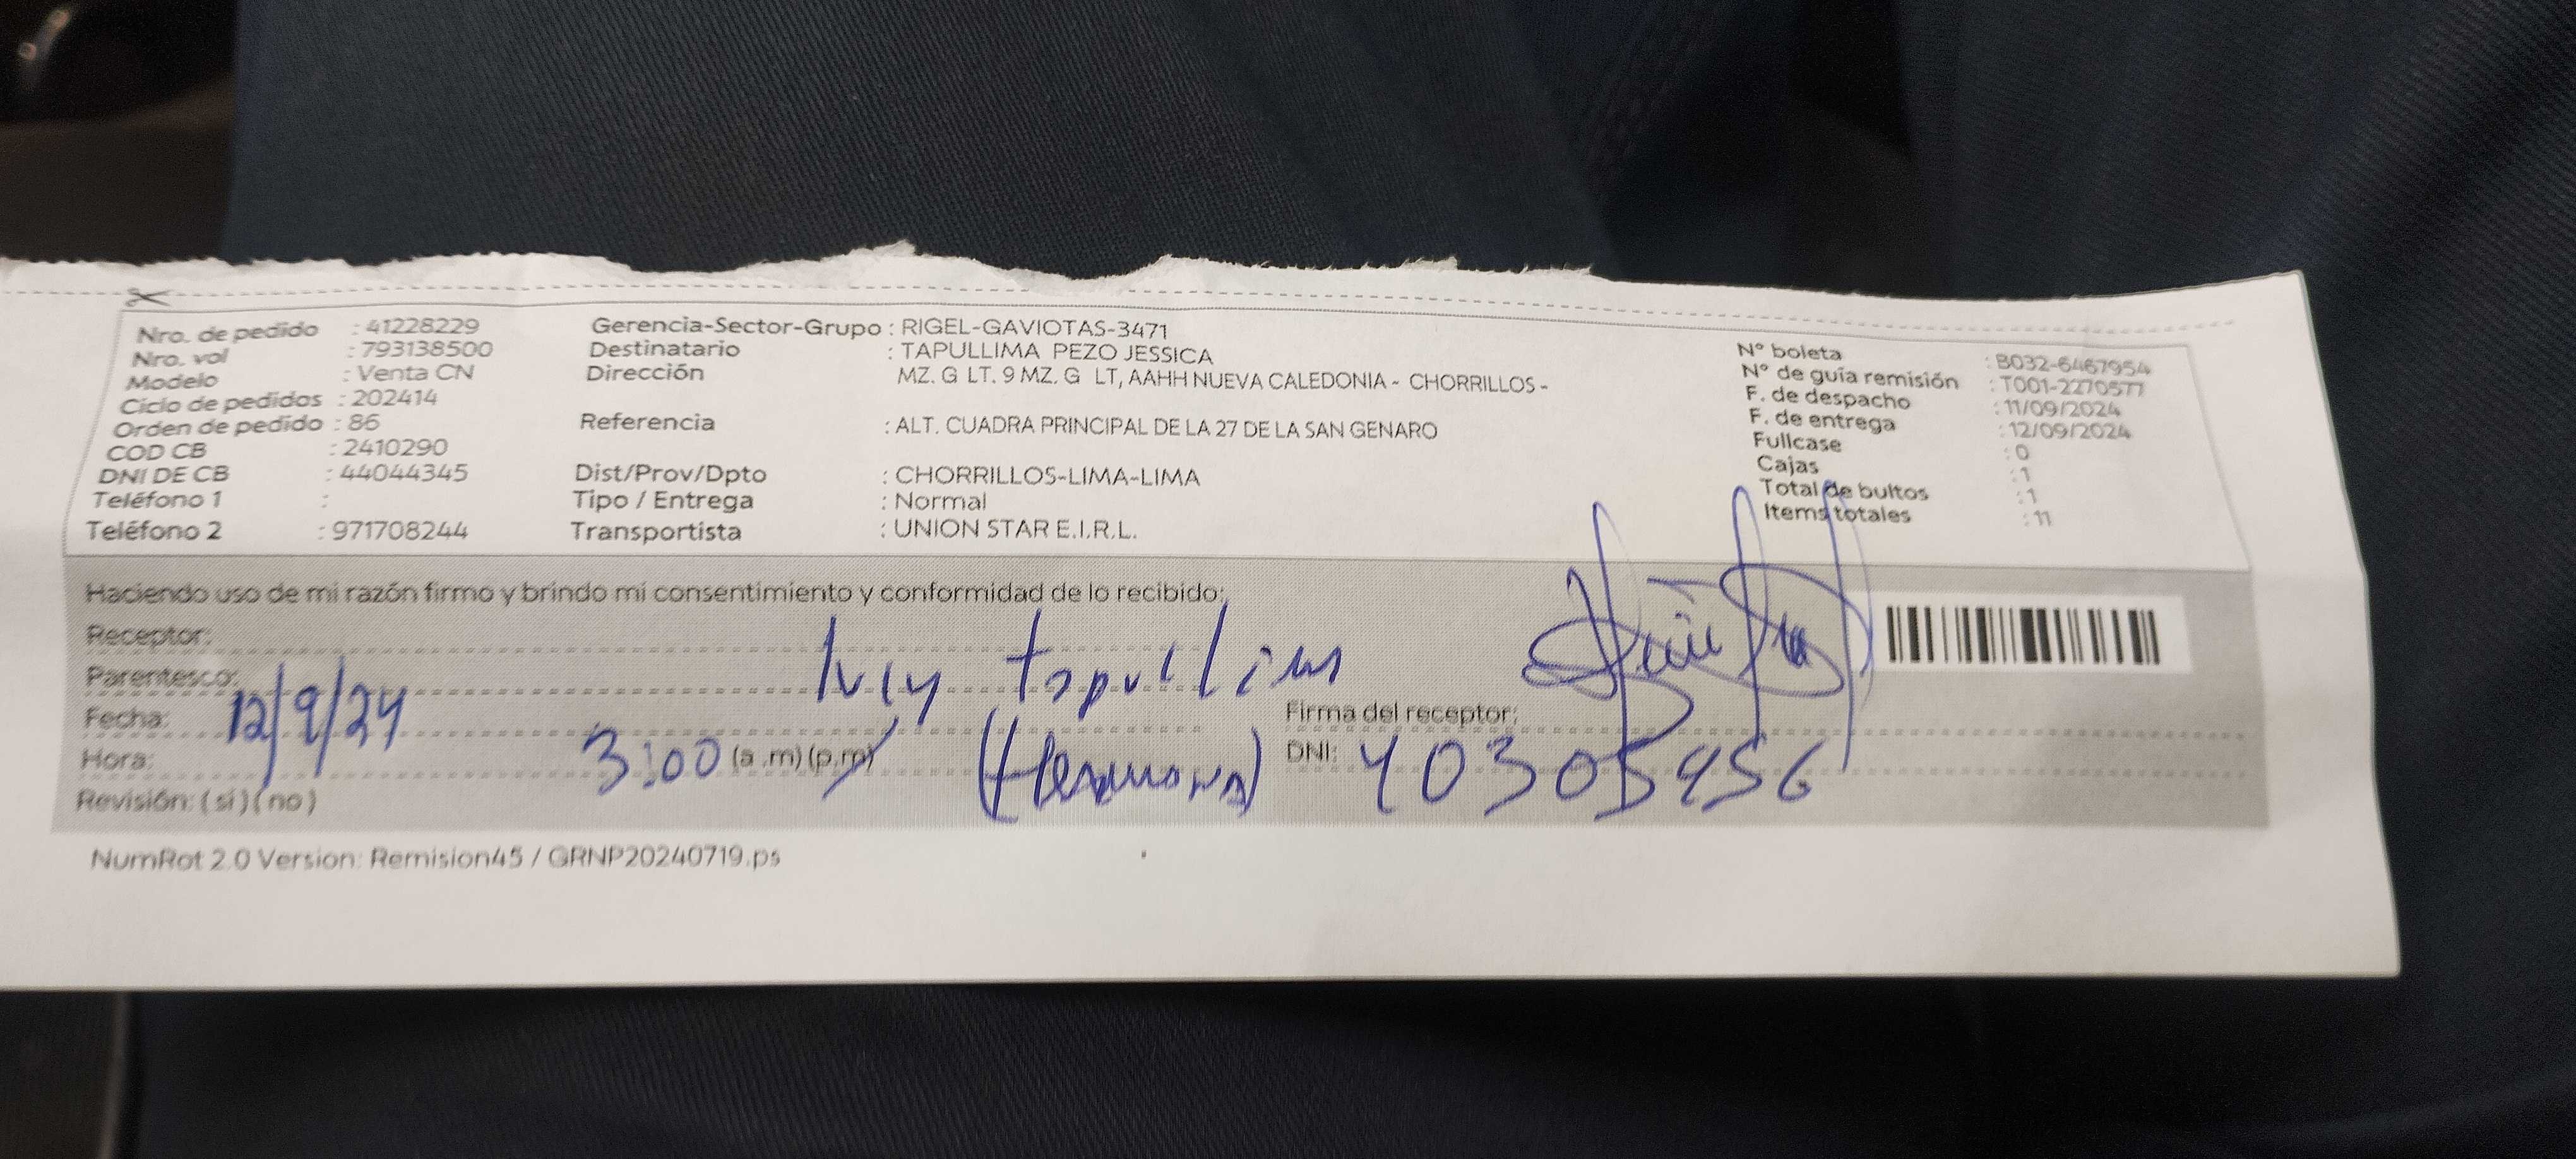 Nro. de pedido : 41228229
Nro. vol : 793138500
Modelo : Venta CN
Ciclo de pedidos : 202414
Orden de pedido : 86
COD CB : 2410290
DNI DE CB : 44044345
Teléfono 1 :
Teléfono 2 : 971708244
Gerencia-Sector-Grupo : RIGEL-GAVIOTAS-3471
Destinatario : TAPULLIMA PEZO JESSICA
Dirección MZ. G LT. 9 MZ. G LT, AAHH NUEVA CALEDONIA - CHORRILLOS -
Referencia : ALT. CUADRA PRINCIPAL DE LA 27 DE LA SAN GENARO
Dist/Prov/Dpto : CHORRILLOS-LIMA-LIMA
Tipo / Entrega : Normal
Transportista : UNION STAR E.I.R.L.
N° boleta : B032-6467954
N° de guía remisión : T001-2270577
F. de despacho : 11/09/2024
F. de entrega : 12/09/2024
Fullcase : 0
Cajas : 1
Total de bultos : 1
Items totales : 11
Haciendo uso de mi razón firmo y brindo mi consentimiento y conformidad de lo recibido:
Receptor:
Parentesco:
Fecha: 12/9/24
Hora: 3:00 (a .m) (p.m)
(Hermana)
Revisión: ( si ) ( no )
Firma del receptor:
DNI: 40305956
NumRot 2.0 Version: Remision45 / GRNP20240719.ps